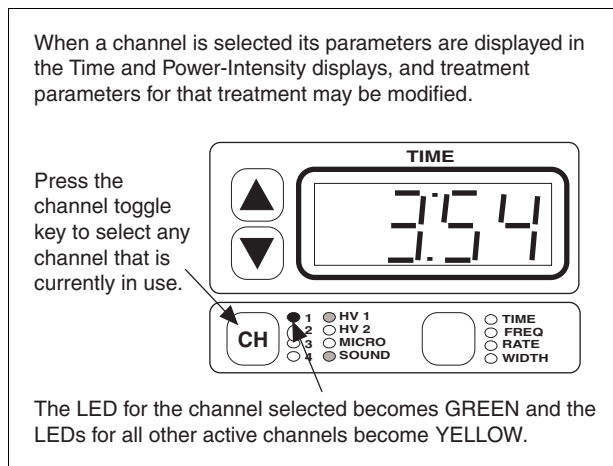 When a channel is selected its parameters are displayed in
the Time and Power-Intensity displays, and treatment
parameters for that treatment may be modified.
TIME
3:54
Press the
channel toggle
key to select any
channel that is
currently in use.
CH
1 HV 1
2 HV 2
3 MICRO
4 SOUND
TIME
FREQ
RATE
WIDTH
The LED for the channel selected becomes GREEN and the
LEDs for all other active channels become YELLOW.